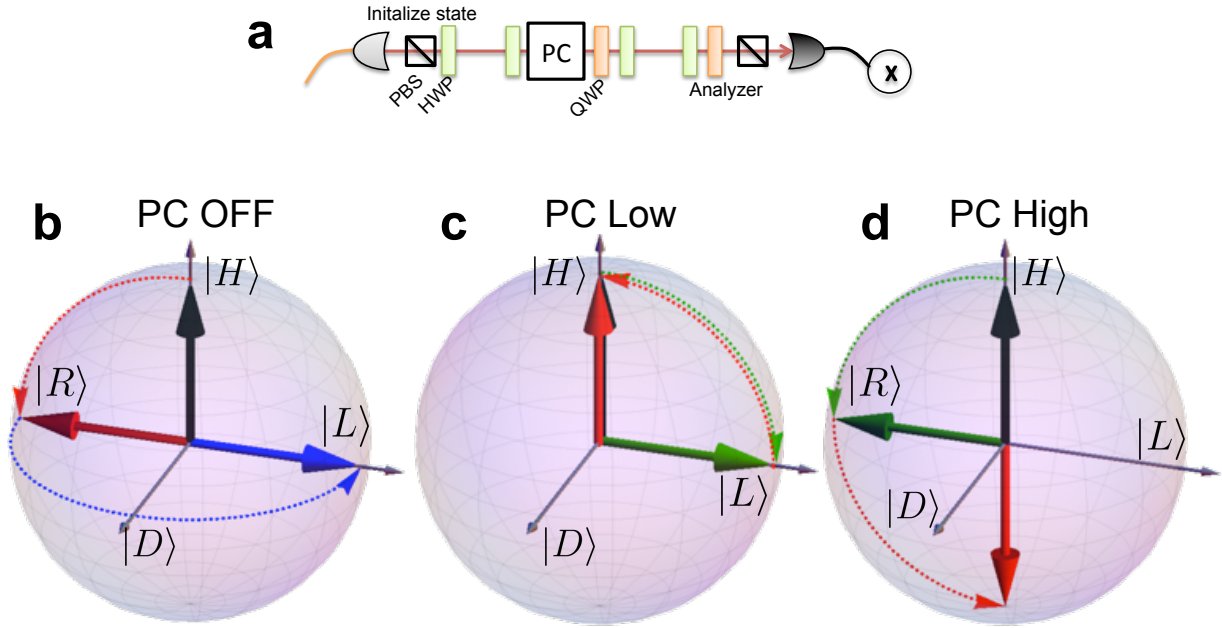 a
Initalize state
PC
PBS
HWP
QWP
Analyzer
x
b PC OFF
|H⟩
|R⟩
|L⟩
|D⟩
c PC Low
|H⟩
|L⟩
|D⟩
d PC High
|H⟩
|R⟩
|L⟩
|D⟩